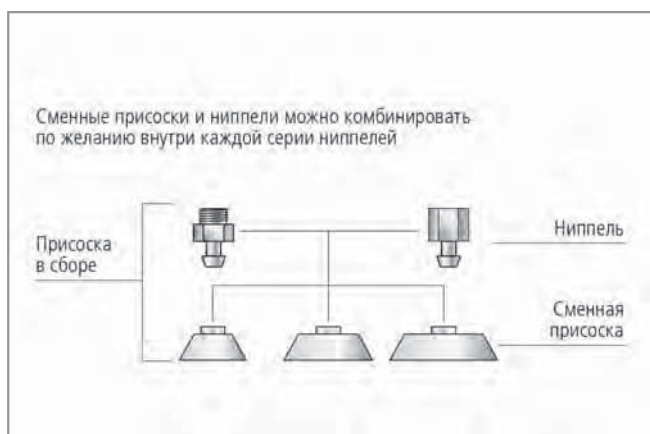 Сменные присоски и ниппели можно комбинировать
по желанию внутри каждой серии ниппелей
Присоска
в сборе
Ниппель
Сменная
присоска